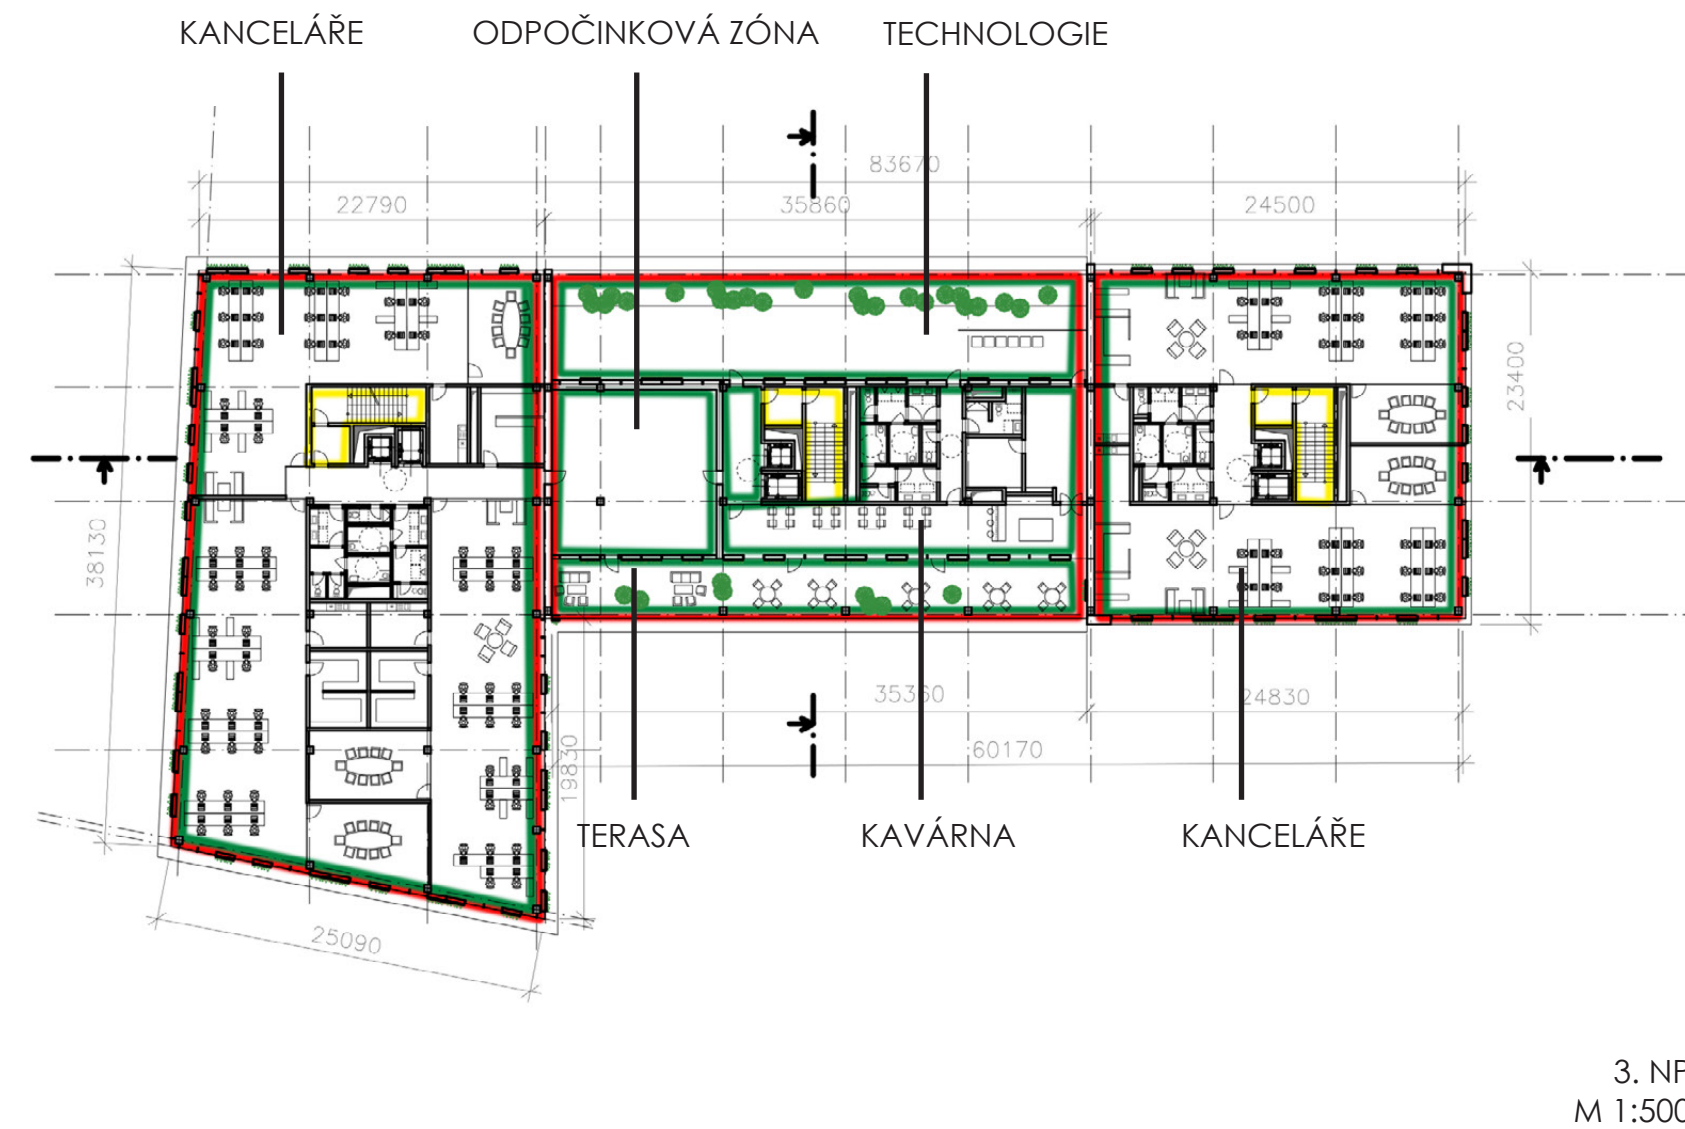 KANCELÁŘE
ODPOČINKOVÁ ZÓNA
TECHNOLOGIE
83670
22790
35860
24500
23400
38130
35360
24830
60170
19830
TERASA
KAVÁRNA
KANCELÁŘE
25090
3. NP
M 1:500